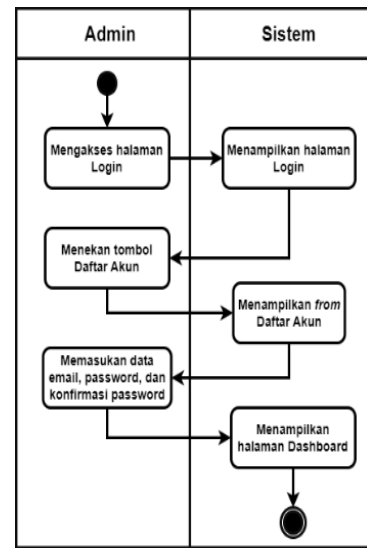 Admin
Sistem
Mengakses halaman
Login
Menampilkan halaman
Login
Menekan tombol
Daftar Akun
Menampilkan from
Daftar Akun
Memasukan data
email, password, dan
konfirmasi password
Menampilkan
halaman Dashboard